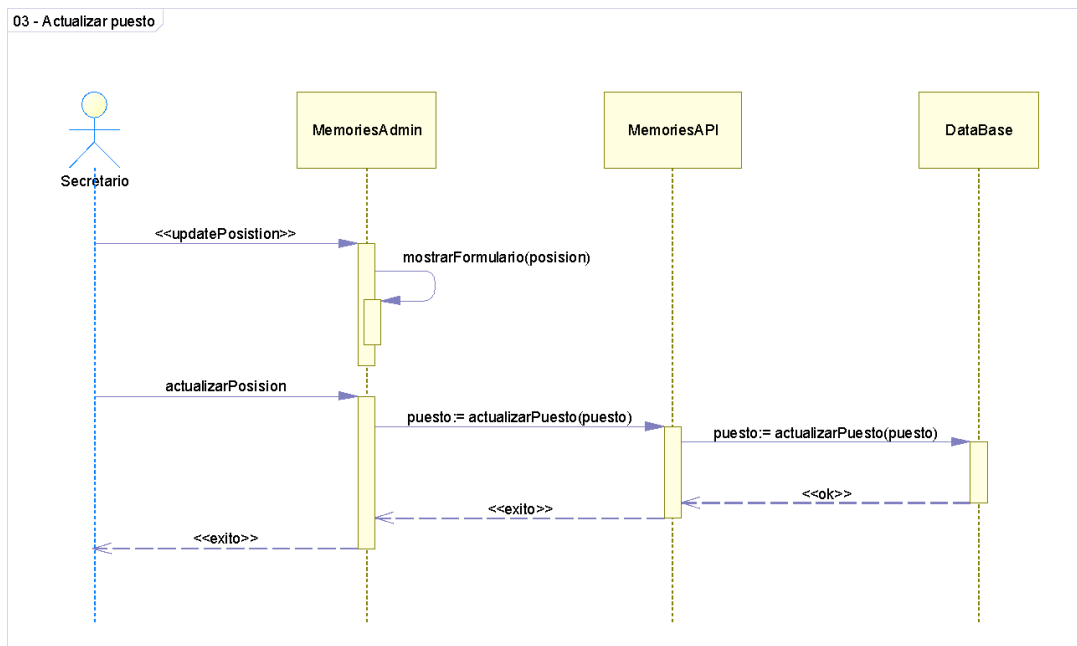 03 - Actualizar puesto
MemoriesAdmin
MemoriesAPI
DataBase
Secretario
<<updatePosistion>>
mostrarFormulario(posision)
actualizarPosision
puesto:= actualizarPuesto(puesto)
puesto:= actualizarPuesto(puesto)
<<ok>>
<<exito>>
<<exito>>